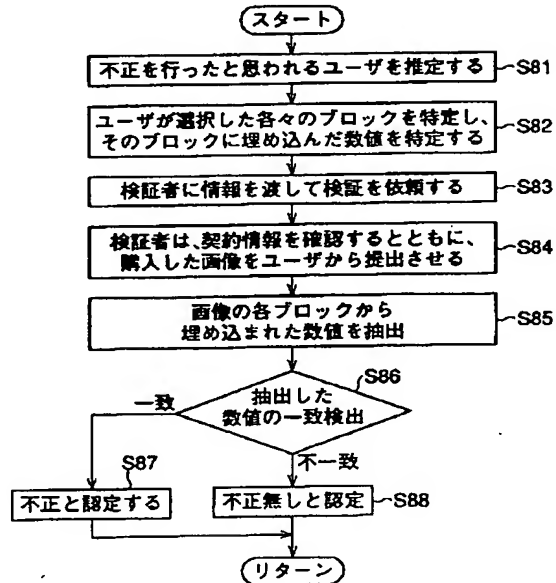 スタート
不正を行ったと思われるユーザを推定する
S81
ユーザが選択した各々のブロックを特定し、
そのブロックに埋め込んだ数値を特定する
S82
検証者に情報を渡して検証を依頼する
S83
検証者は、契約情報を確認するとともに、
購入した画像をユーザから提出させる
S84
画像の各ブロックから
埋め込まれた数値を抽出
S85
S86
抽出した
数値の一致検出
一致
不一致
S87
不正と認定する
不正無しと認定
S88
リターン